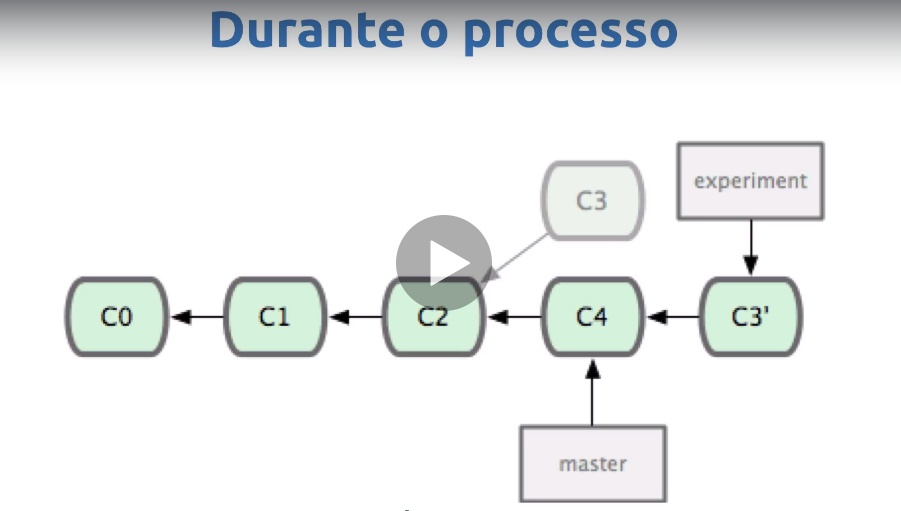 Durante o processo
C3
experiment
C0
C1
C2
C4
C3'
master